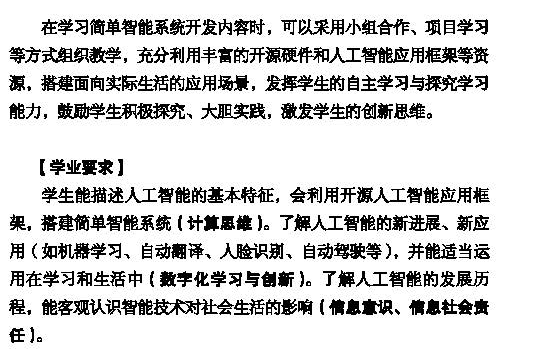 在学习简单智能系统开发内容时，可以采用小组合作、项目学习
等方式组织教学，充分利用丰富的开源硬件和人工智能应用框架等资
源，搭建面向实际生活的应用场景，发挥学生的自主学习与探究学习
能力，鼓励学生积极探究、大胆实践，激发学生的创新思维。
【学业要求】
学生能描述人工智能的基本特征，会利用开源人工智能应用框
架，搭建简单智能系统（计算思维）。了解人工智能的新进展、新应
用（如机器学习、自动翻译、人脸识别、自动驾驶等），并能适当运
用在学习和生活中（数字化学习与创新）。了解人工智能的发展历
程，能客观认识智能技术对社会生活的影响（信息意识、信息社会责
任）。